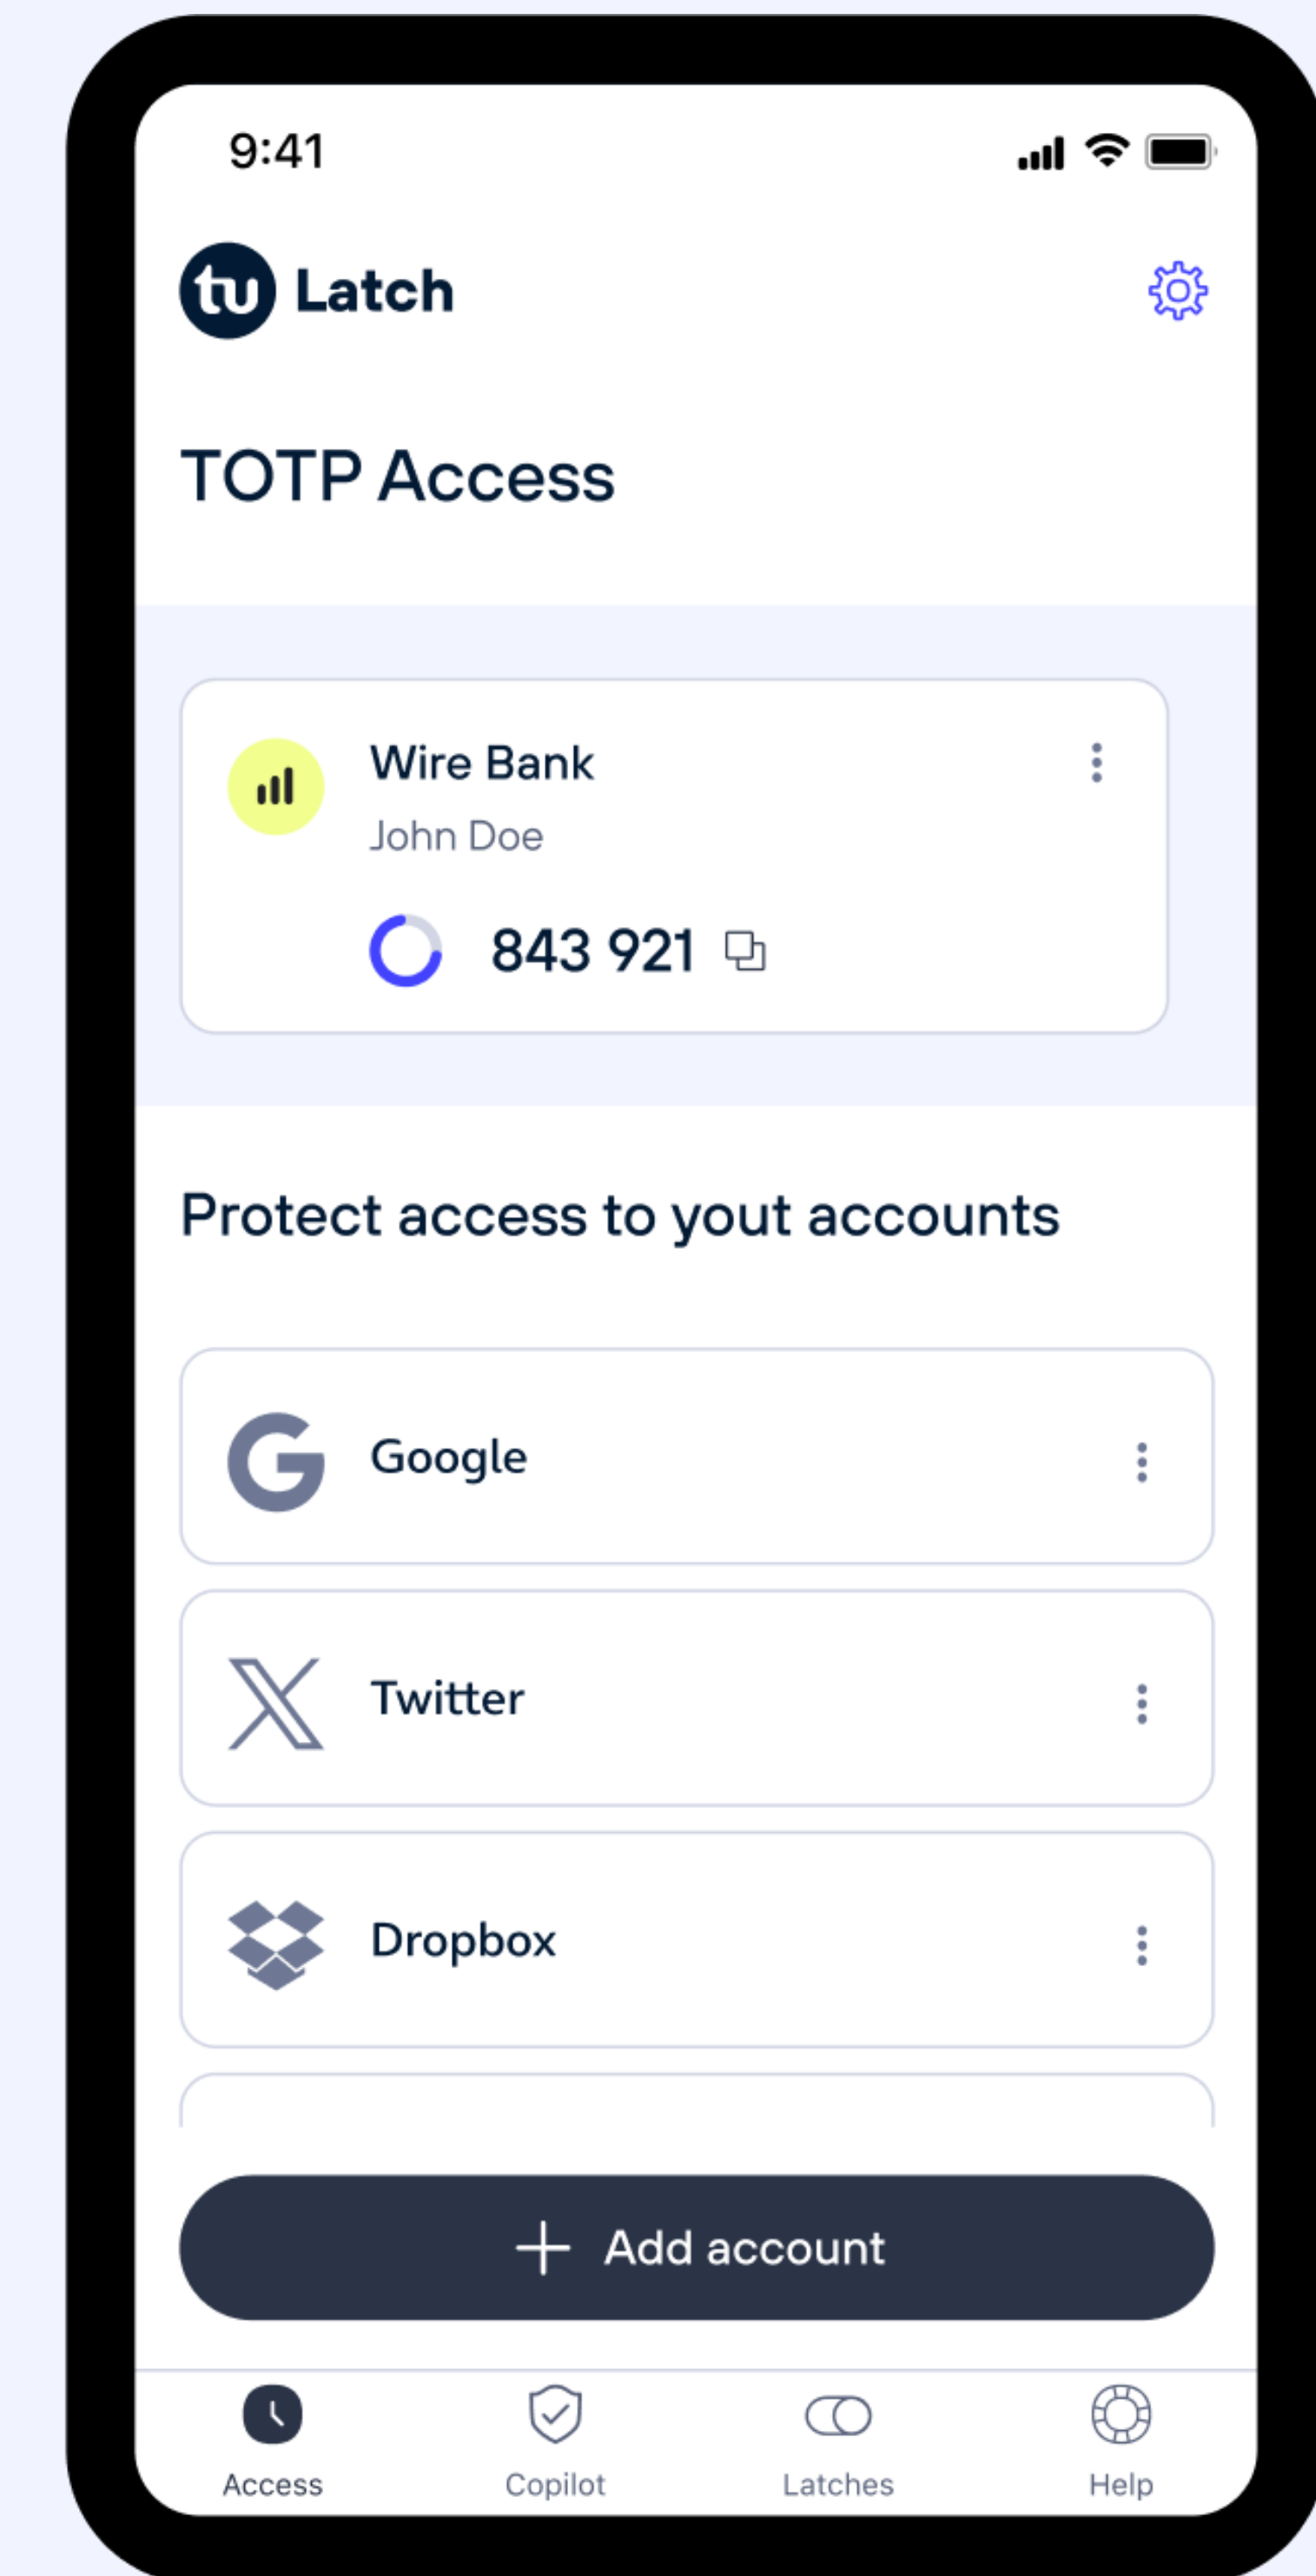 9:41
tu Latch
TOTP Access
Wire Bank
John Doe
843 921
Protect access to yout accounts
Google
Twitter
Dropbox
Add account
Access Copilot Latches Help